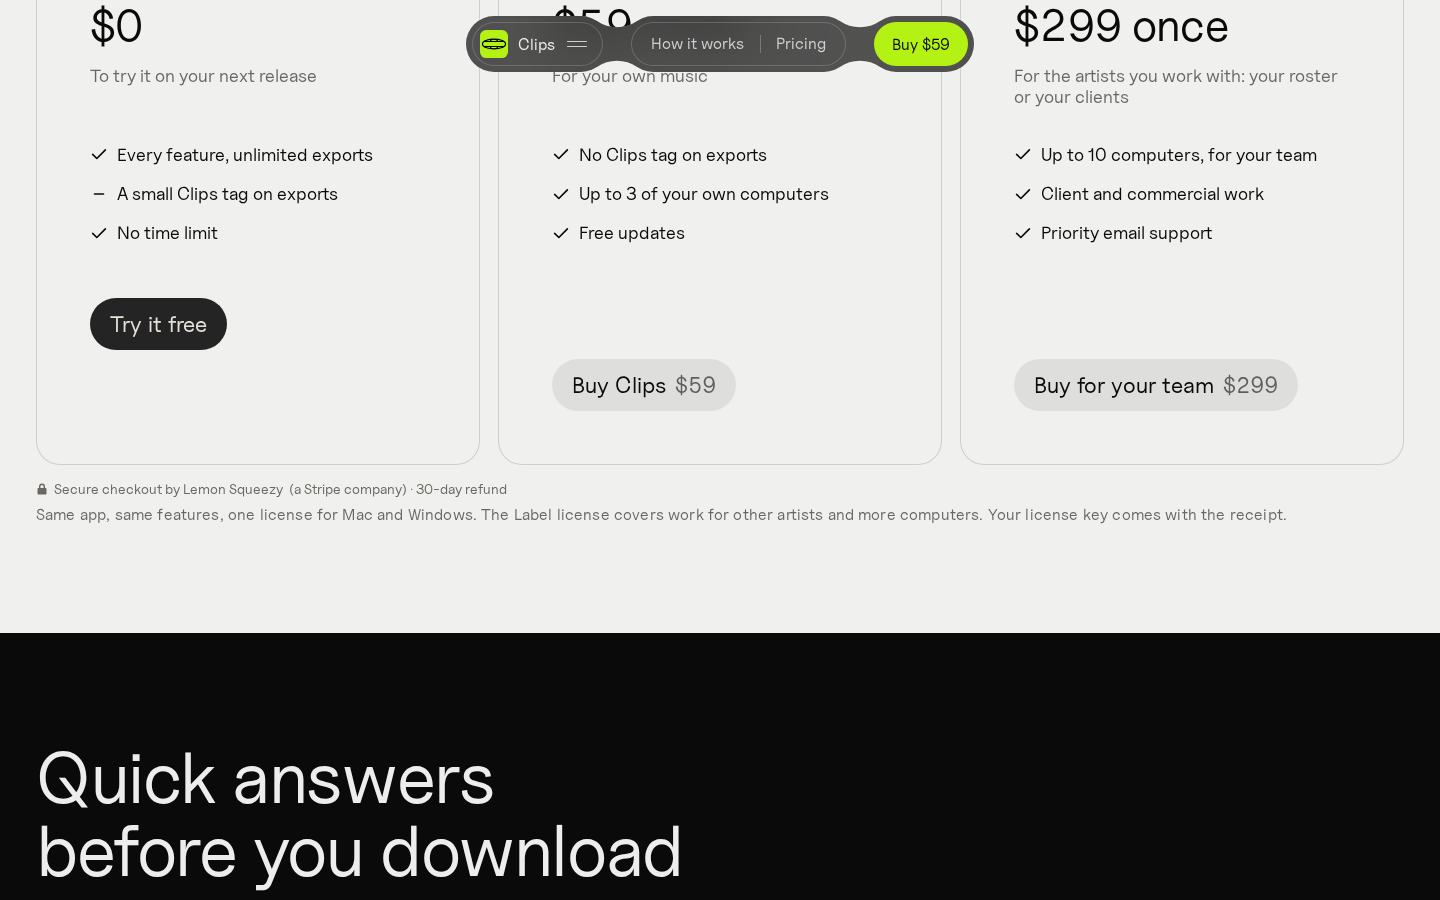 Clips
How it works
Pricing
Buy $59
$0
To try it on your next release
Every feature, unlimited exports
A small Clips tag on exports
No time limit
Try it free
$59
For your own music
No Clips tag on exports
Up to 3 of your own computers
Free updates
Buy Clips $59
$299 once
For the artists you work with: your roster
or your clients
Up to 10 computers, for your team
Client and commercial work
Priority email support
Buy for your team $299
Secure checkout by Lemon Squeezy (a Stripe company) · 30-day refund
Same app, same features, one license for Mac and Windows. The Label license covers work for other artists and more computers. Your license key comes with the receipt.
Quick answers
before you download